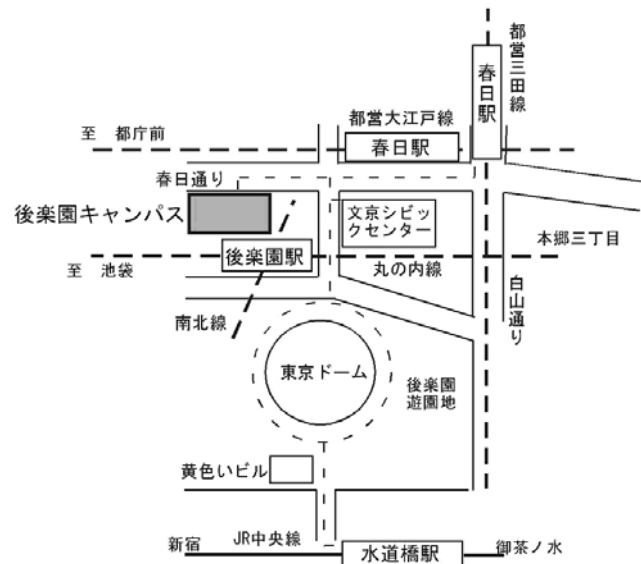 都営三田線
春日駅
都営大江戸線
至　都庁前
春日駅
春日通り
後楽園キャンパス
文京シビッ
クセンター
本郷三丁目
後楽園駅
至　池袋
丸の内線
白山通り
南北線
東京ドーム
後楽園
遊園地
黄色いビル
新宿
JR中央線
水道橋駅
御茶ノ水